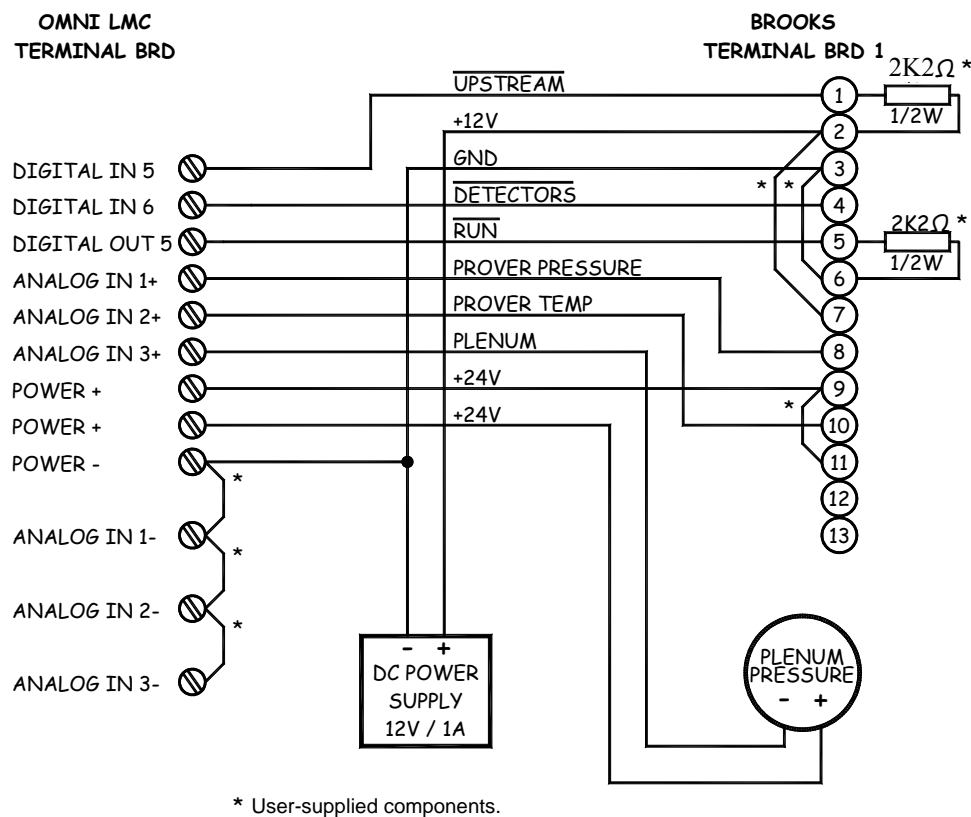 OMNI LMC
TERMINAL BRD
BROOKS
TERMINAL BRD 1
2K2Ω *
1/2W
UPSTREAM
1
+12V
2
DIGITAL IN 5
GND
3
DIGITAL IN 6
DETECTORS
* *
4
DIGITAL OUT 5
RUN
5
2K2Ω *
1/2W
ANALOG IN 1+
PROVER PRESSURE
6
ANALOG IN 2+
PROVER TEMP
7
ANALOG IN 3+
PLENUM
8
POWER +
+24V
9
*
POWER +
+24V
10
POWER -
11
*
12
ANALOG IN 1-
13
*
ANALOG IN 2-
*
ANALOG IN 3-
- +
DC POWER
SUPPLY
12V / 1A
PLENUM
PRESSURE
- +
* User-supplied components.